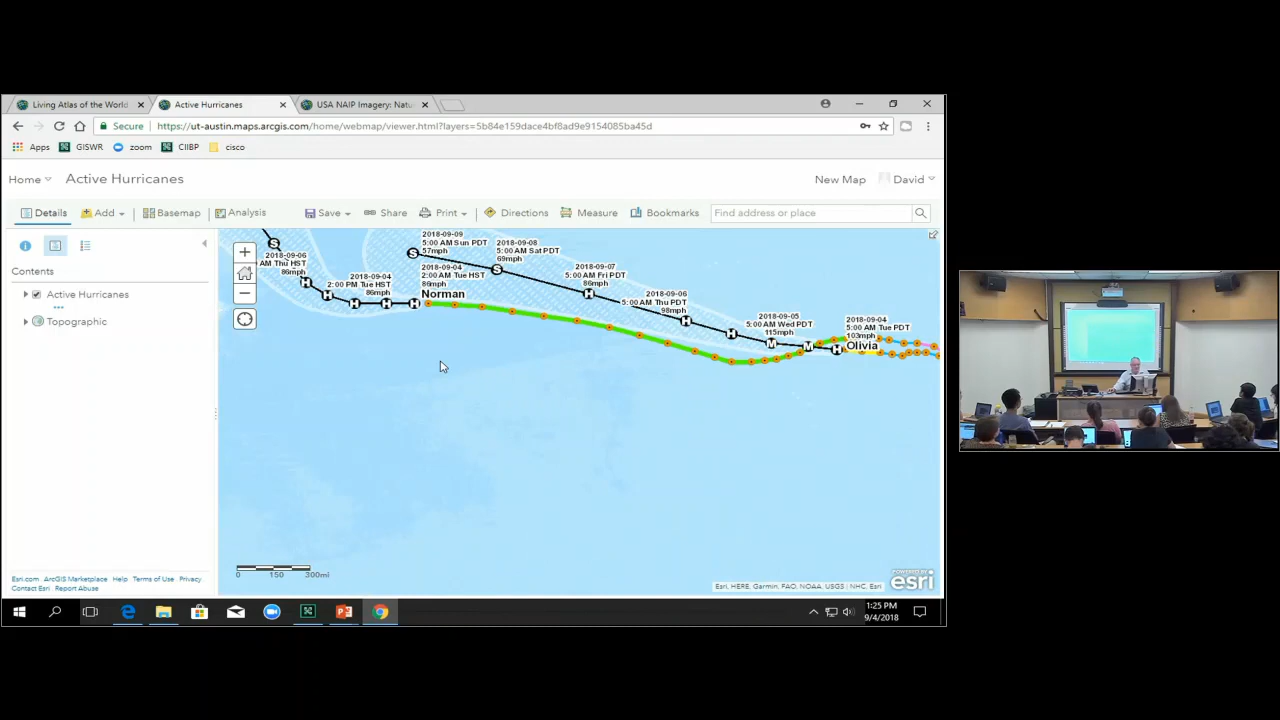 Living Atlas of the World
Active Hurricanes
USA NAIP Imagery: Natu
Secure
https://ut-austin.maps.arcgis.com/home/webmap/viewer.html?layers=5b84e159dace4bf8ad9e9154085ba45d
Apps
GISWR
zoom
CIIBP
cisco
Home
Active Hurricanes
New Map
David
Details
Add
Basemap
Analysis
Save
Share
Print
Directions
Measure
Bookmarks
Find address or place
Contents
Active Hurricanes
Topographic
S
2018-09-06
AM Thu HST
86mph
H
H
2018-09-04
2:00 PM Tue HST
86mph
H
H
H
2018-09-09
5:00 AM Sun PDT
57mph
S
2018-09-04
2:00 AM Tue HST
86mph
Norman
2018-09-08
5:00 AM Sat PDT
69mph
S
2018-09-07
5:00 AM Fri PDT
86mph
H
2018-09-06
5:00 AM Thu PDT
98mph
H
H
2018-09-05
5:00 AM Wed PDT
115mph
M
M
H
2018-09-04
5:00 AM Tue PDT
103mph
Olivia
0 150 300mi
Esri, HERE, Garmin, FAO, NOAA, USGS | NHC, Esri
POWERED BY
esri
Esri.com ArcGIS Marketplace Help Terms of Use Privacy
Contact Esri Report Abuse
1:25 PM
9/4/2018